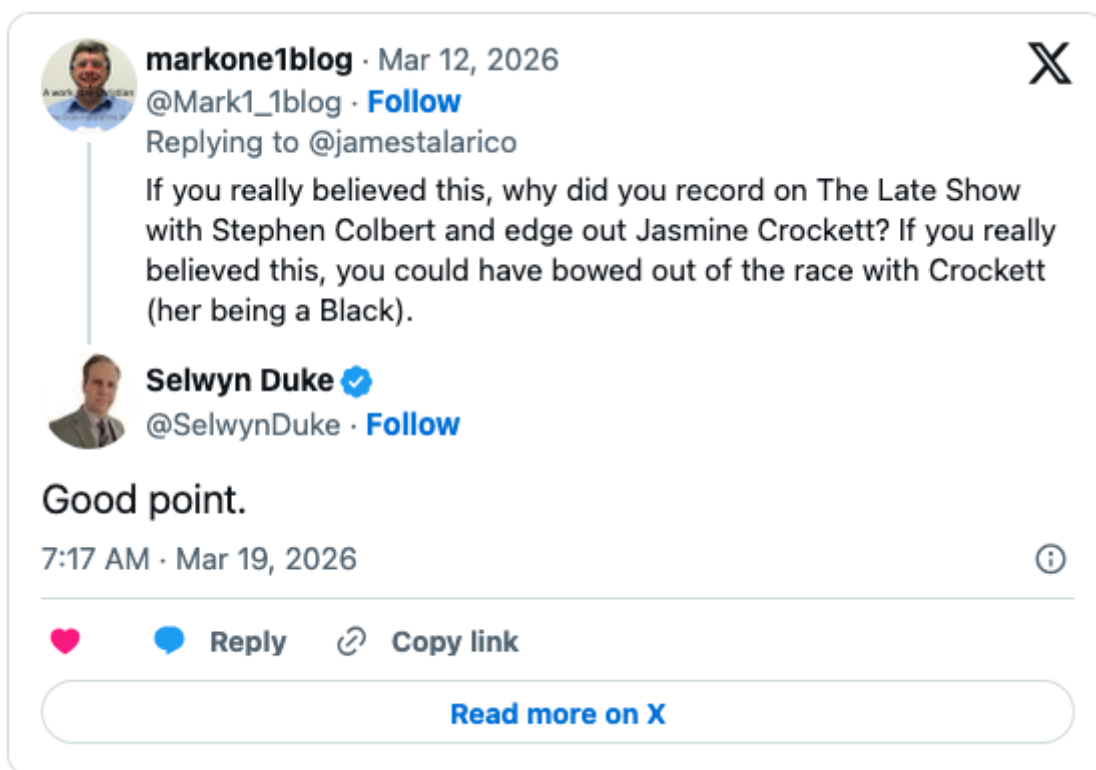 markone1blog · Mar 12, 2026
@Mark1_1blog · Follow
Replying to @jamestalarico
If you really believed this, why did you record on The Late Show
with Stephen Colbert and edge out Jasmine Crockett? If you really
believed this, you could have bowed out of the race with Crockett
(her being a Black).
Selwyn Duke
@SelwynDuke · Follow
Good point.
7:17 AM · Mar 19, 2026
Reply
Copy link
Read more on X